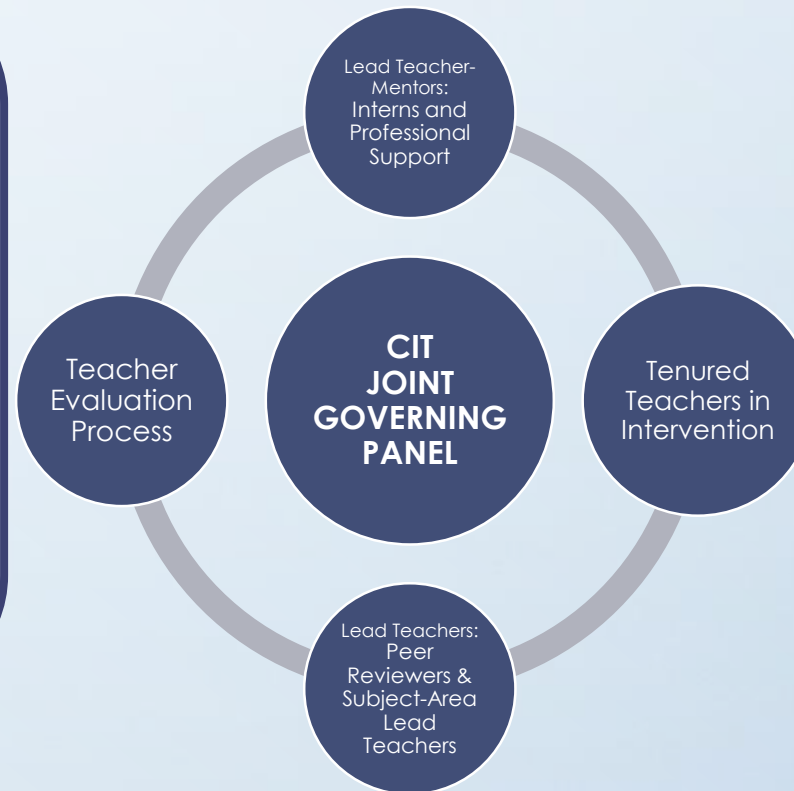 Lead Teacher-
Mentors:
Interns and
Professional
Support
Teacher
Evaluation
Process
CIT
JOINT
GOVERNING
PANEL
Tenured
Teachers in
Intervention
Lead Teachers:
Peer
Reviewers &
Subject-Area
Lead
Teachers